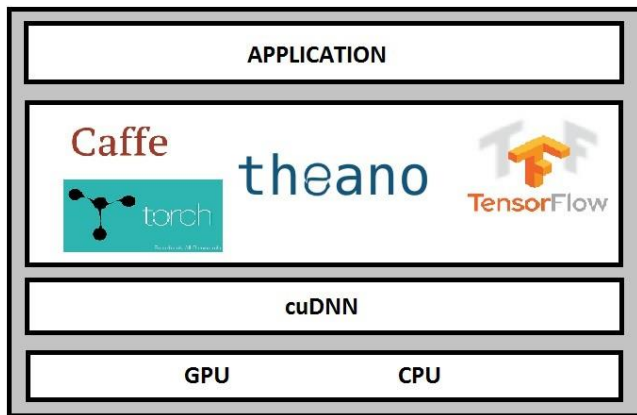 APPLICATION
Caffe
theano
TensorFlow
torch
cuDNN
GPU CPU